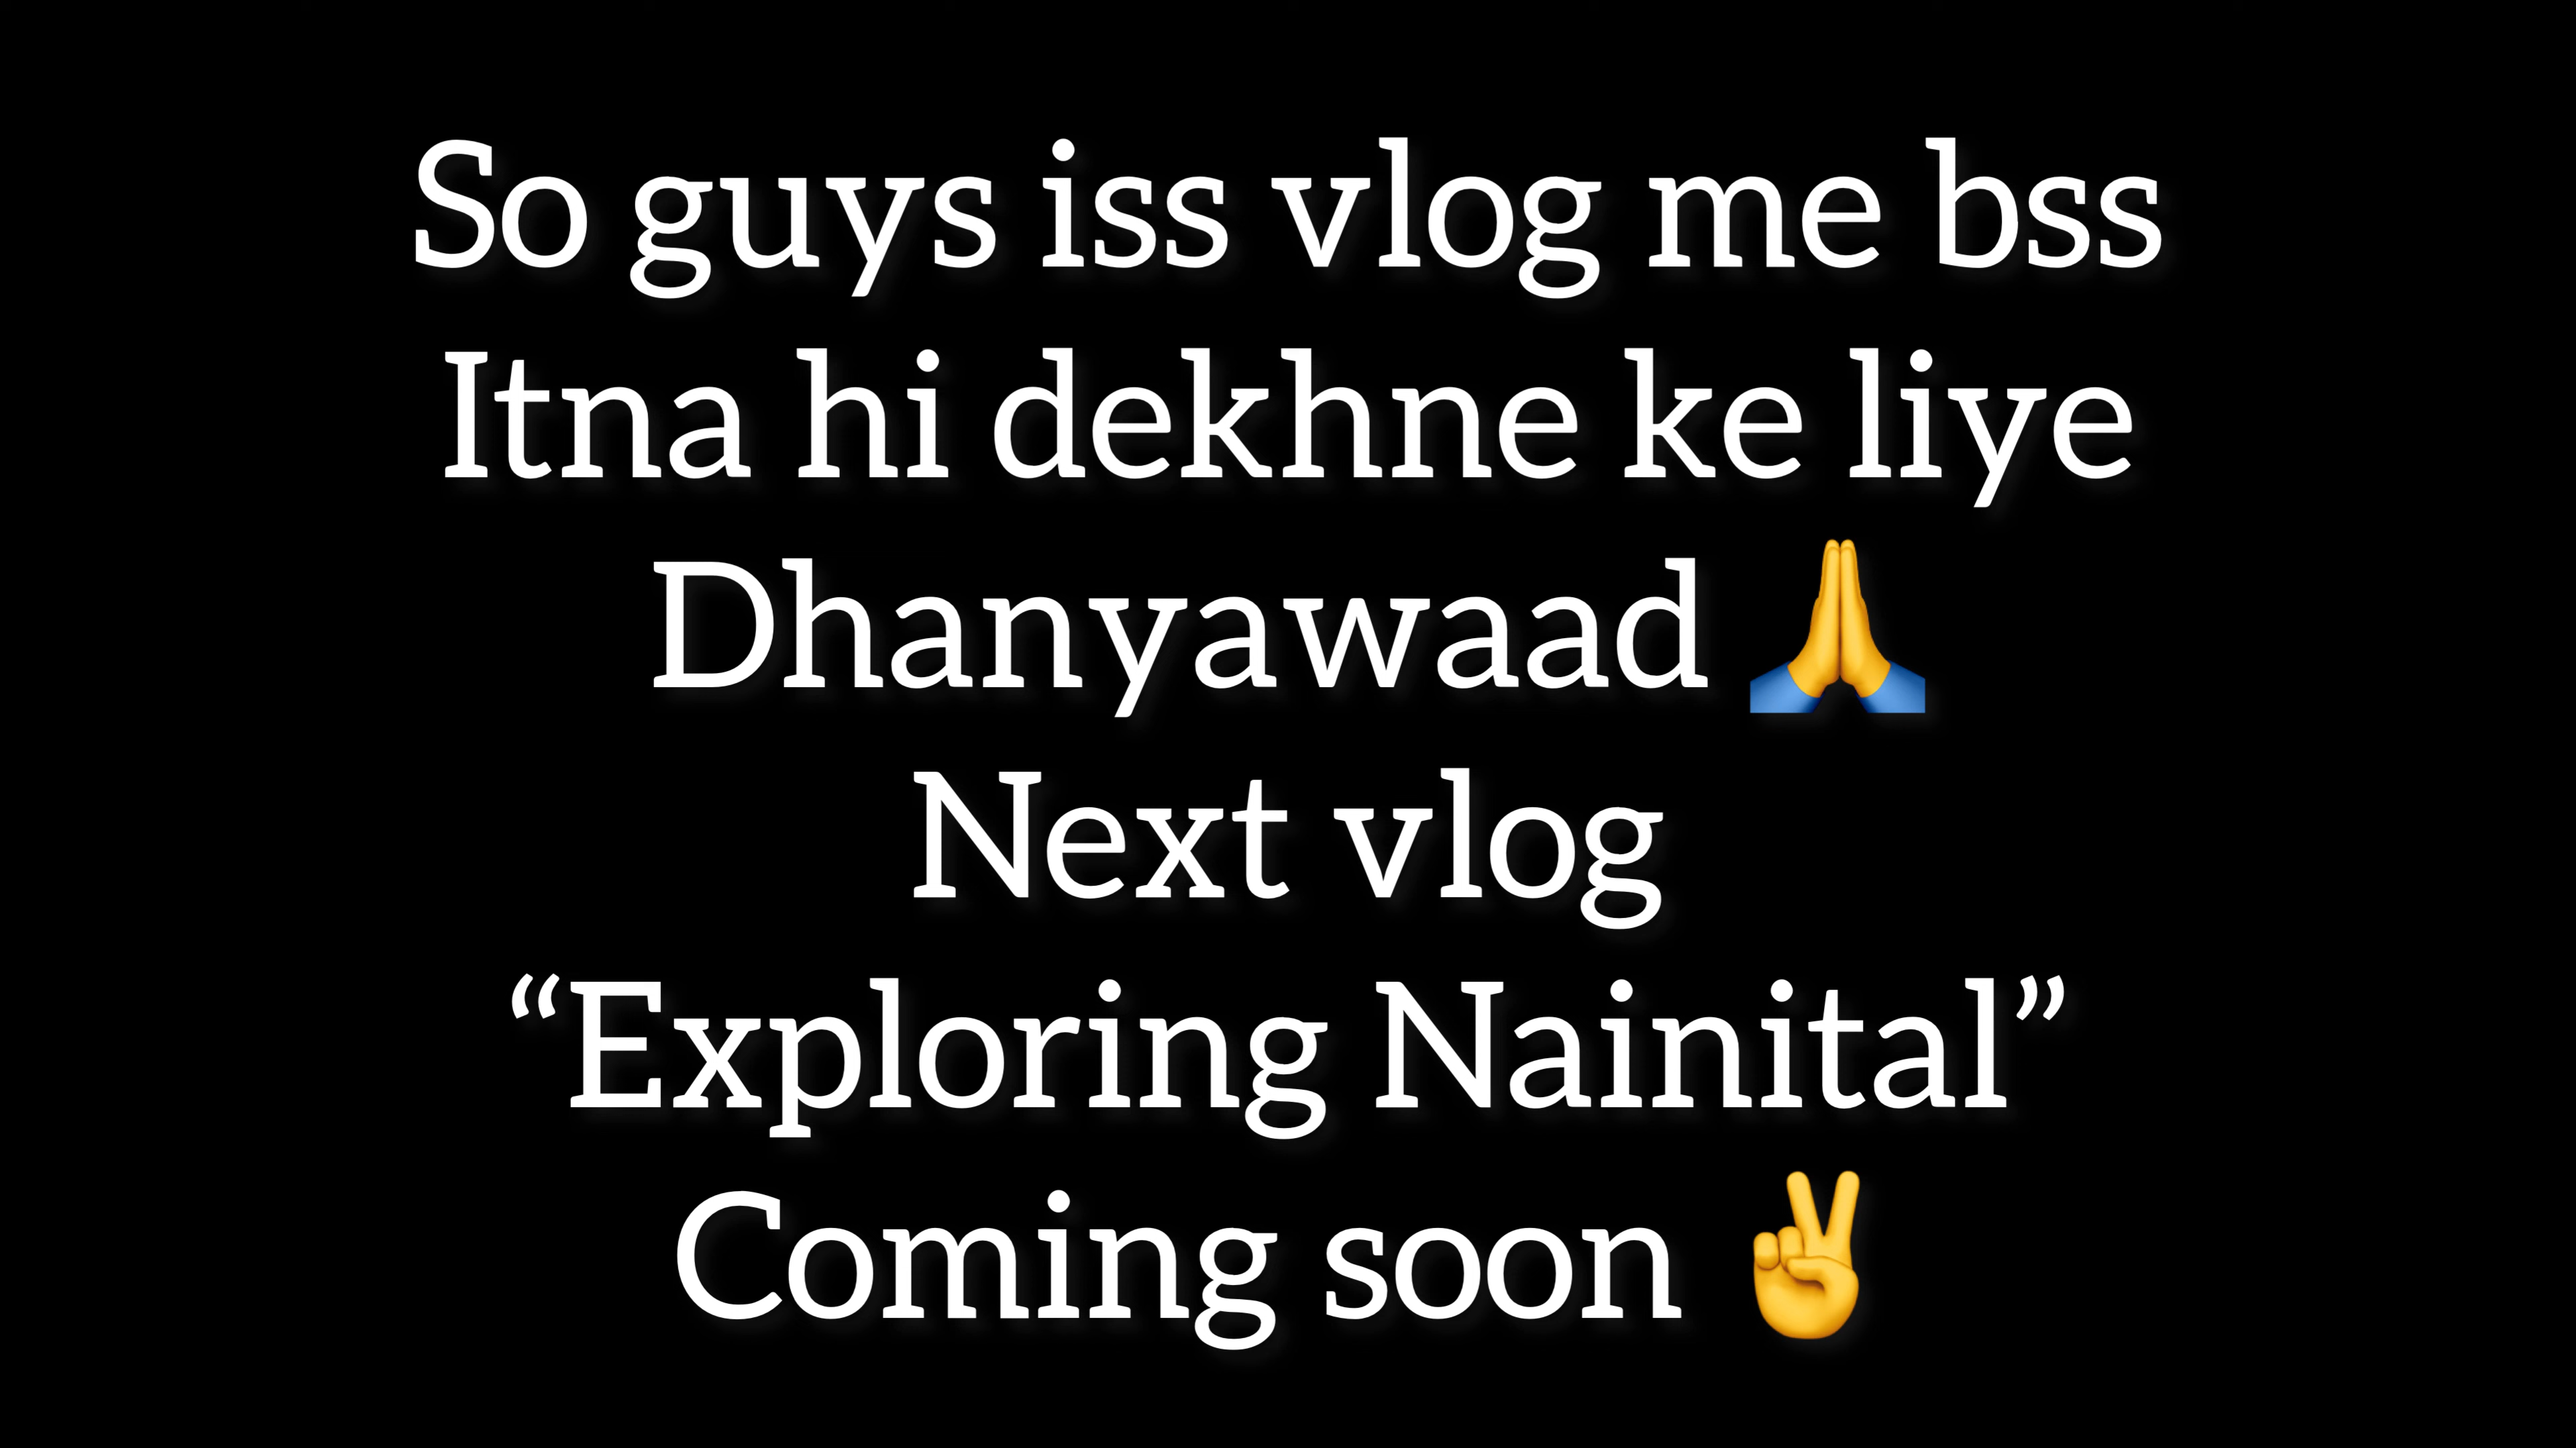 So guys iss vlog me bss
Itna hi dekhne ke liye
Dhanyawaad 🙏
Next vlog
“Exploring Nainital”
Coming soon ✌️